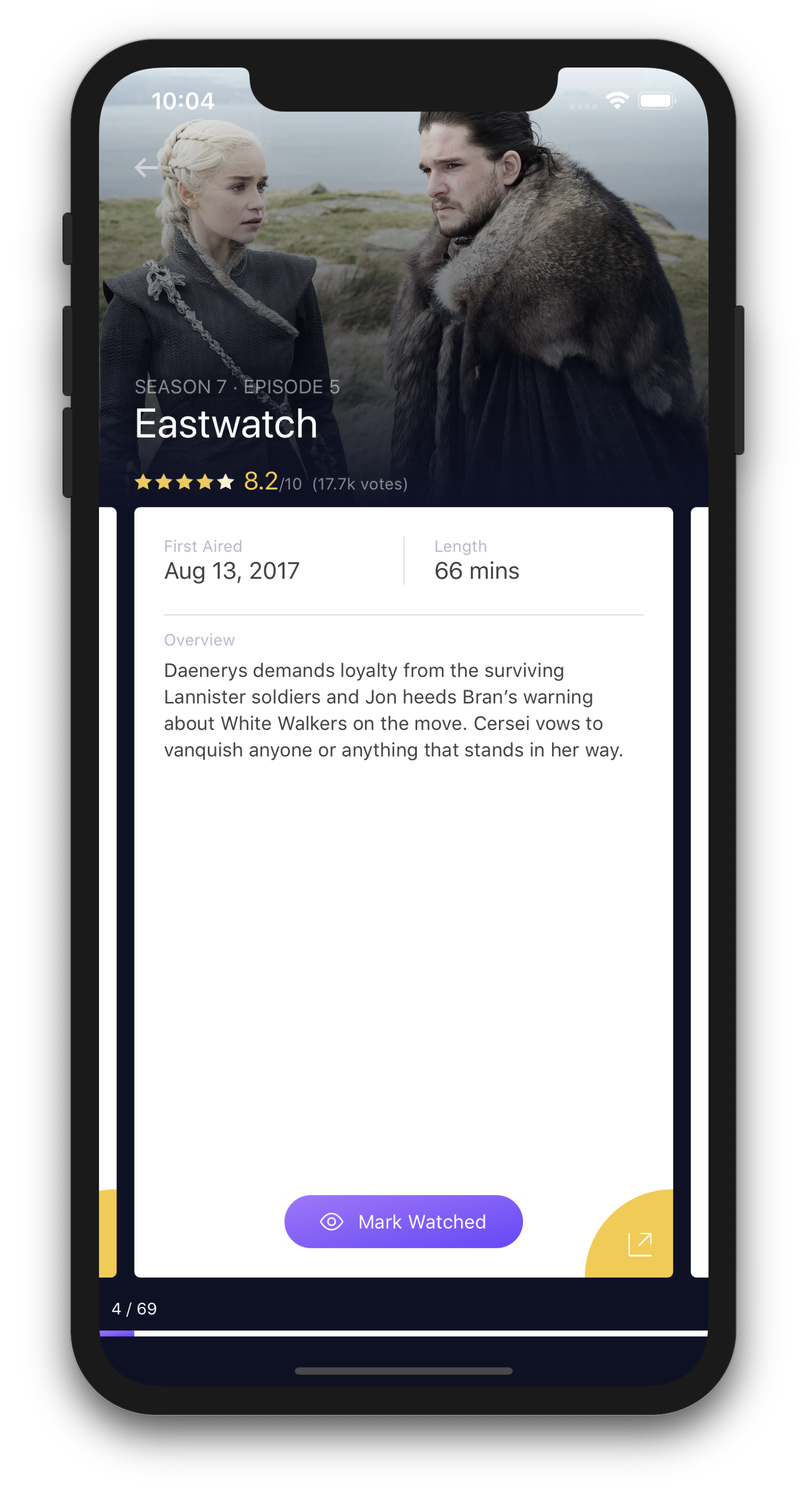 10:04
SEASON 7 · EPISODE 5
Eastwatch
8.2/10 (17.7k votes)
First Aired
Length
Aug 13, 2017
66 mins
Overview
Daenerys demands loyalty from the surviving
Lannister soldiers and Jon heeds Bran’s warning
about White Walkers on the move. Cersei vows to
vanquish anyone or anything that stands in her way.
Mark Watched
4 / 69